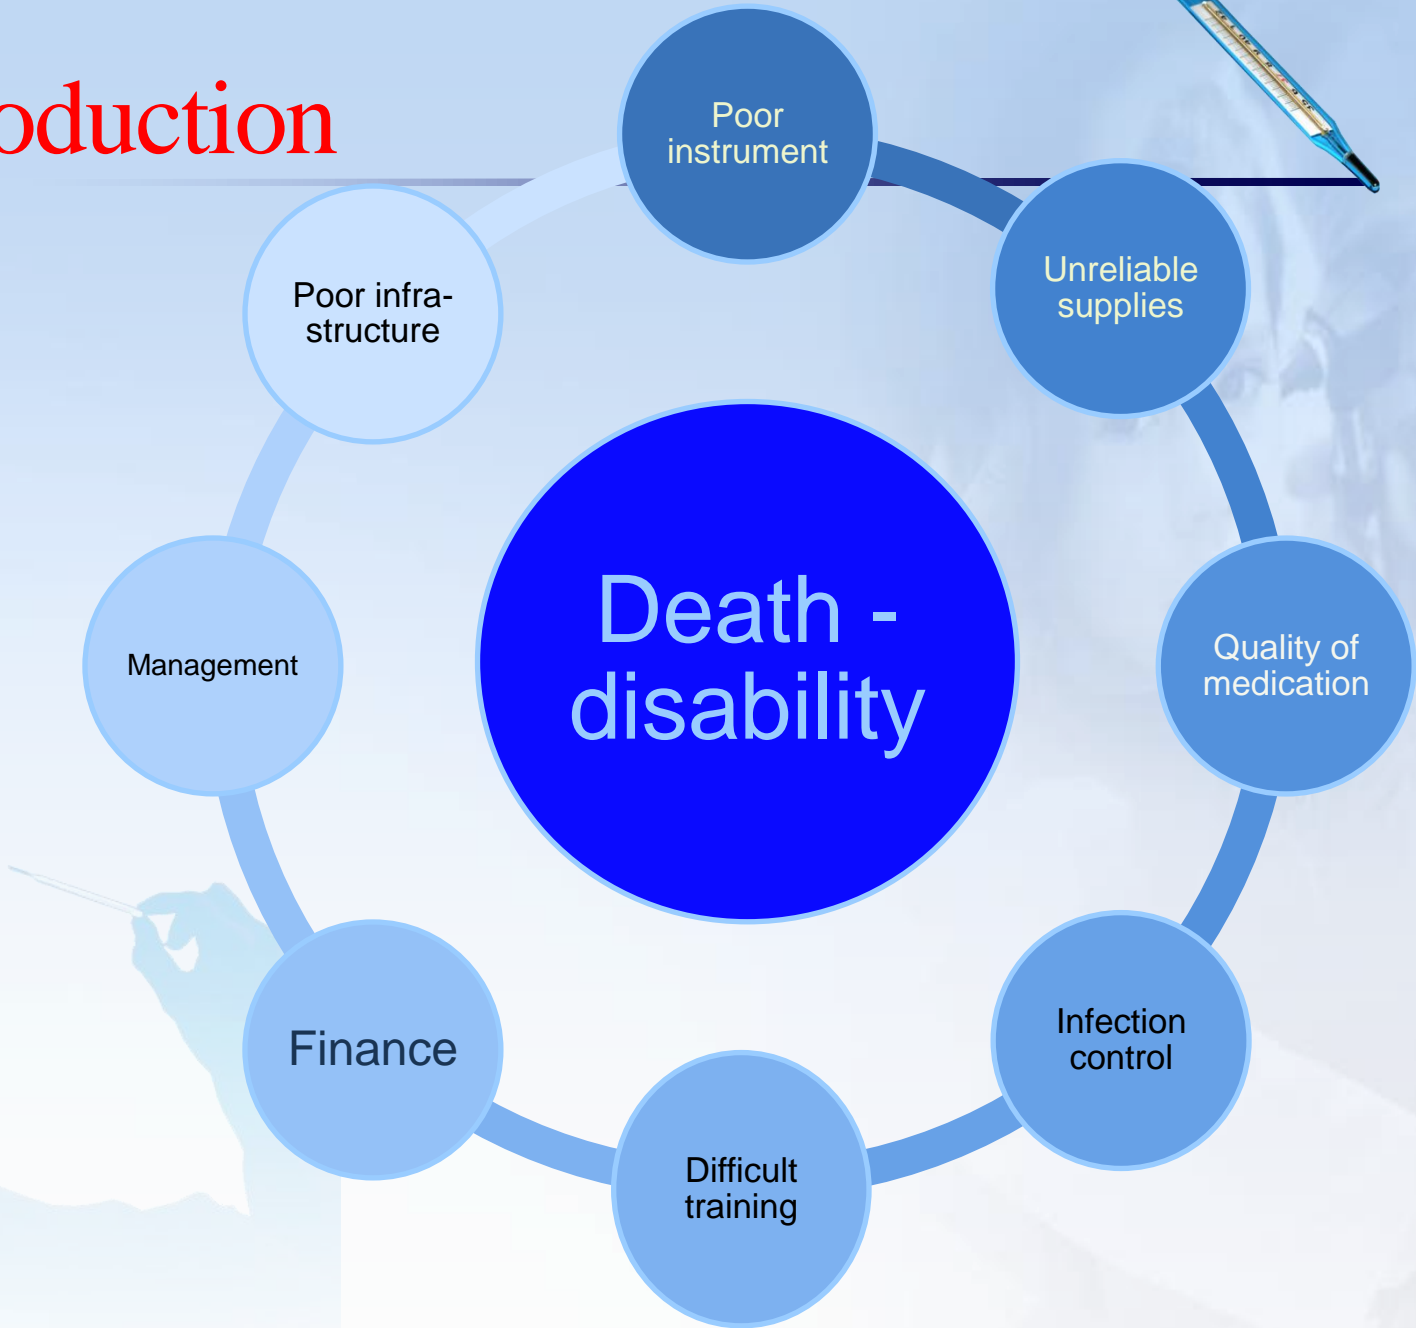 oduction
Poor
instrument
Unreliable
supplies
Quality of
medication
Infection
control
Difficult
training
Finance
Management
Poor infra-
structure
Death -
disability